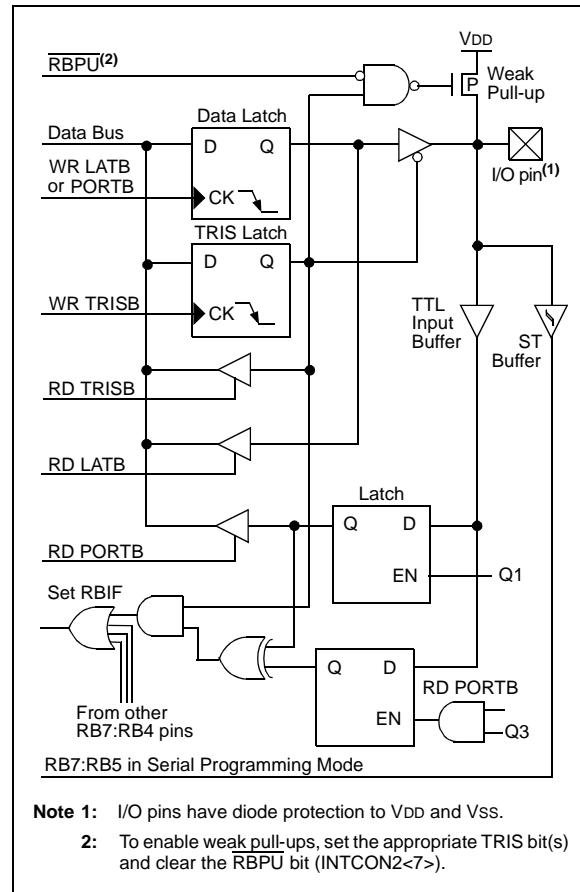 VDD
RBPU(2)
Weak
Pull-up
P
Data Latch
Data Bus
D Q
I/O pin(1)
WR LATB
or PORTB
CK
TRIS Latch
D Q
WR TRISB
CK
TTL
Input
Buffer
ST
Buffer
RD TRISB
RD LATB
Latch
Q D
RD PORTB
EN
Q1
Set RBIF
Q D
RD PORTB
EN
Q3
From other
RB7:RB4 pins
RB7:RB5 in Serial Programming Mode
Note 1: I/O pins have diode protection to VDD and VSS.
2: To enable weak pull-ups, set the appropriate TRIS bit(s)
and clear the RBPU bit (INTCON2<7>).